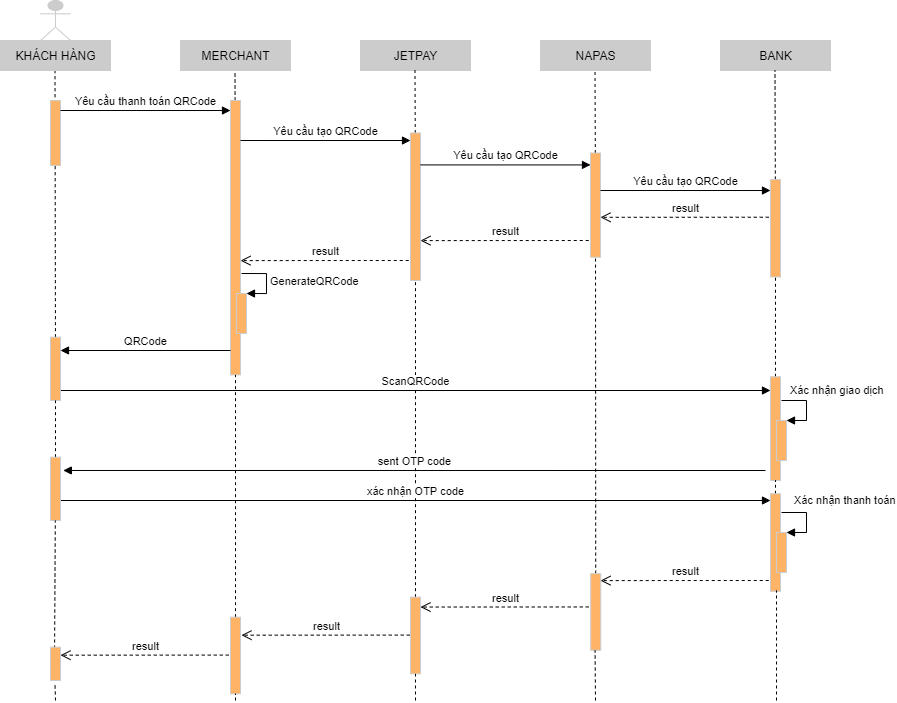 KHÁCH HÀNG
MERCHANT
JETPAY
NAPAS
BANK
Yêu cầu thanh toán QRCode
Yêu cầu tạo QRCode
Yêu cầu tạo QRCode
Yêu cầu tạo QRCode
result
result
result
GenerateQRCode
QRCode
ScanQRCode
Xác nhận giao dịch
sent OTP code
xác nhận OTP code
Xác nhận thanh toán
result
result
result
result